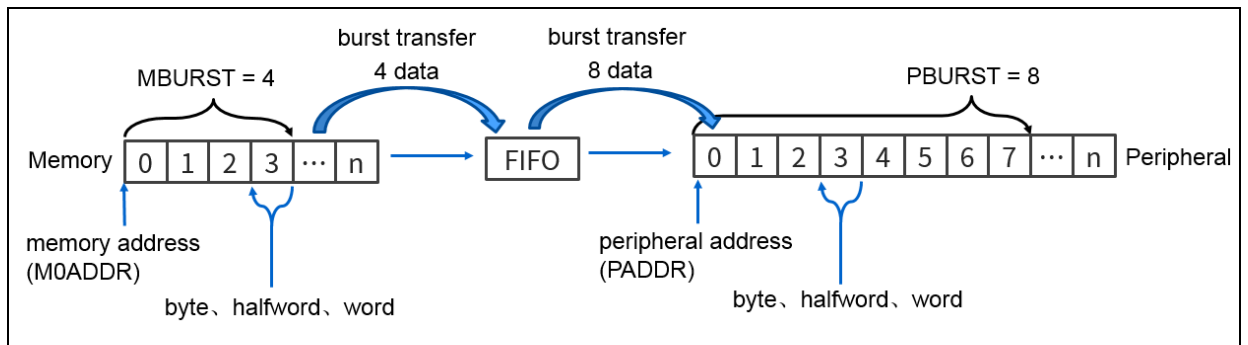 burst transfer
4 data
burst transfer
8 data
MBURST = 4
PBURST = 8
Memory
0 1 2 3 ··· n
FIFO
0 1 2 3 4 5 6 7 ··· n
Peripheral
memory address
(M0ADDR)
peripheral address
(PADDR)
byte、halfword、word
byte、halfword、word